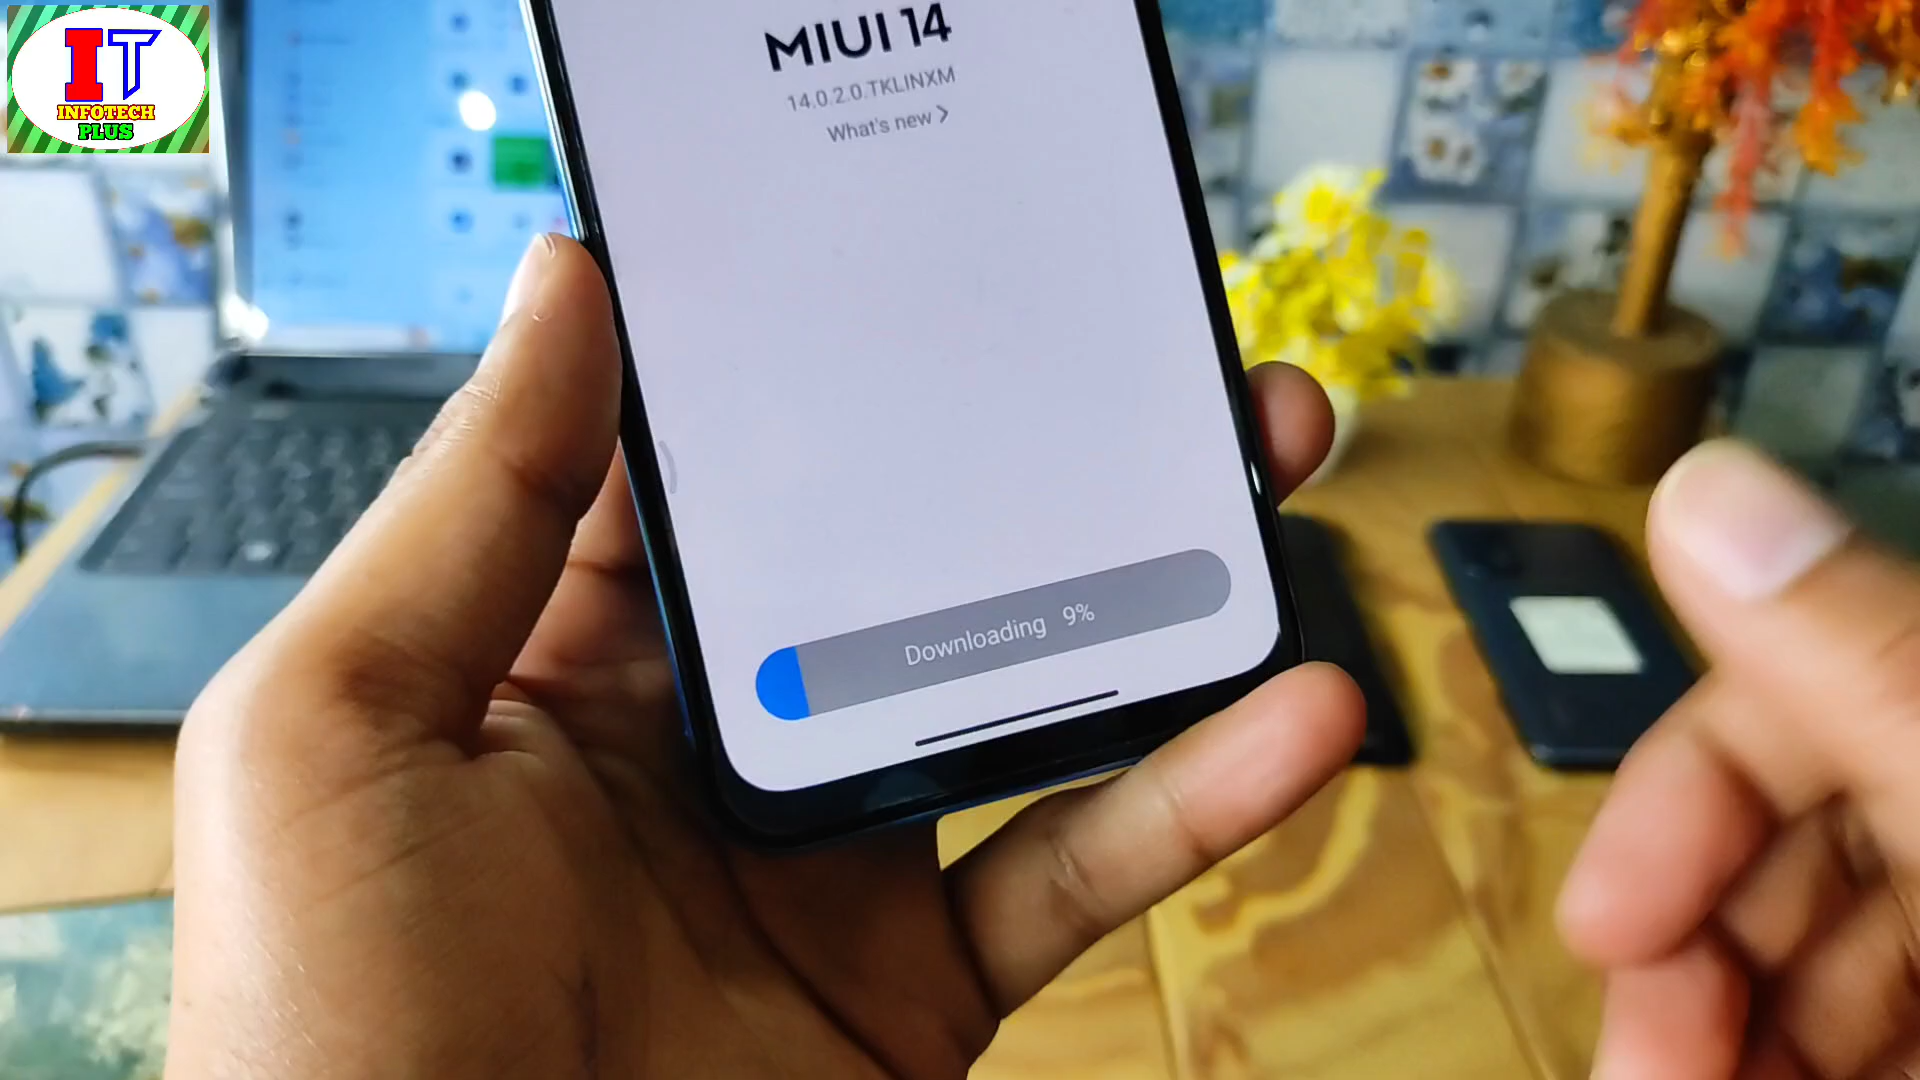 IT
INFOTECH
PLUS
MIUI 14
14.0.2.0.TKLINXM
What's new >
Downloading 9%